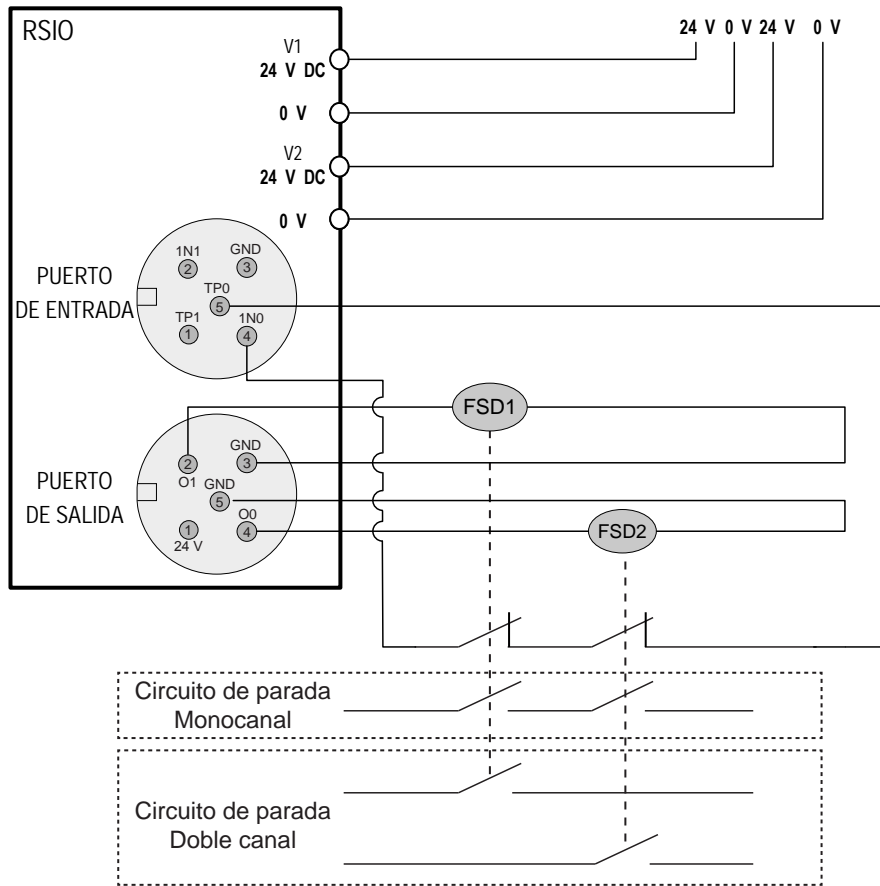 RSIO
24 V 0 V 24 V 0 V
V1
24 V DC
0 V
V2
24 V DC
0 V
PUERTO
DE ENTRADA
1N1
2
GND
3
TP0
5
TP1
1
1N0
4
FSD1
PUERTO
DE SALIDA
2
O1
GND
3
GND
5
1
24 V
O0
4
FSD2
Circuito de parada
Monocanal
Circuito de parada
Doble canal